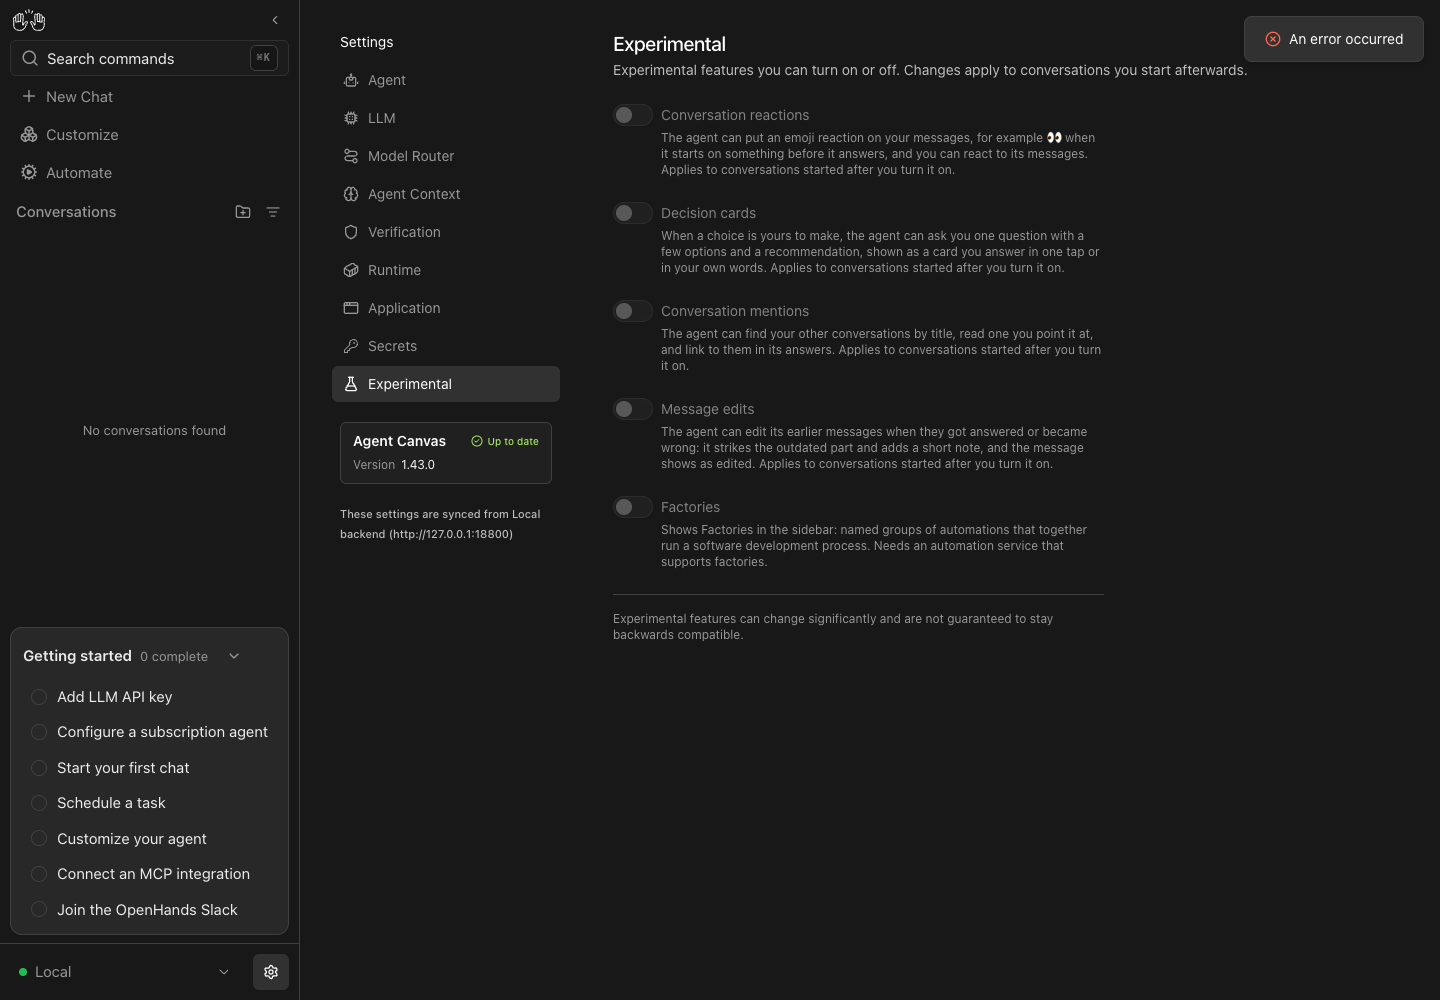 Search commands
⌘K
New Chat
Customize
Automate
Conversations
No conversations found
Getting started 0 complete
Add LLM API key
Configure a subscription agent
Start your first chat
Schedule a task
Customize your agent
Connect an MCP integration
Join the OpenHands Slack
Local
Settings
Agent
LLM
Model Router
Agent Context
Verification
Runtime
Application
Secrets
Experimental
Agent Canvas Up to date
Version 1.43.0
These settings are synced from Local
backend (http://127.0.0.1:18800)
Experimental
Experimental features you can turn on or off. Changes apply to conversations you start afterwards.
Conversation reactions
The agent can put an emoji reaction on your messages, for example 👀 when
it starts on something before it answers, and you can react to its messages.
Applies to conversations started after you turn it on.
Decision cards
When a choice is yours to make, the agent can ask you one question with a
few options and a recommendation, shown as a card you answer in one tap or
in your own words. Applies to conversations started after you turn it on.
Conversation mentions
The agent can find your other conversations by title, read one you point it at,
and link to them in its answers. Applies to conversations started after you turn
it on.
Message edits
The agent can edit its earlier messages when they got answered or became
wrong: it strikes the outdated part and adds a short note, and the message
shows as edited. Applies to conversations started after you turn it on.
Factories
Shows Factories in the sidebar: named groups of automations that together
run a software development process. Needs an automation service that
supports factories.
Experimental features can change significantly and are not guaranteed to stay
backwards compatible.
An error occurred